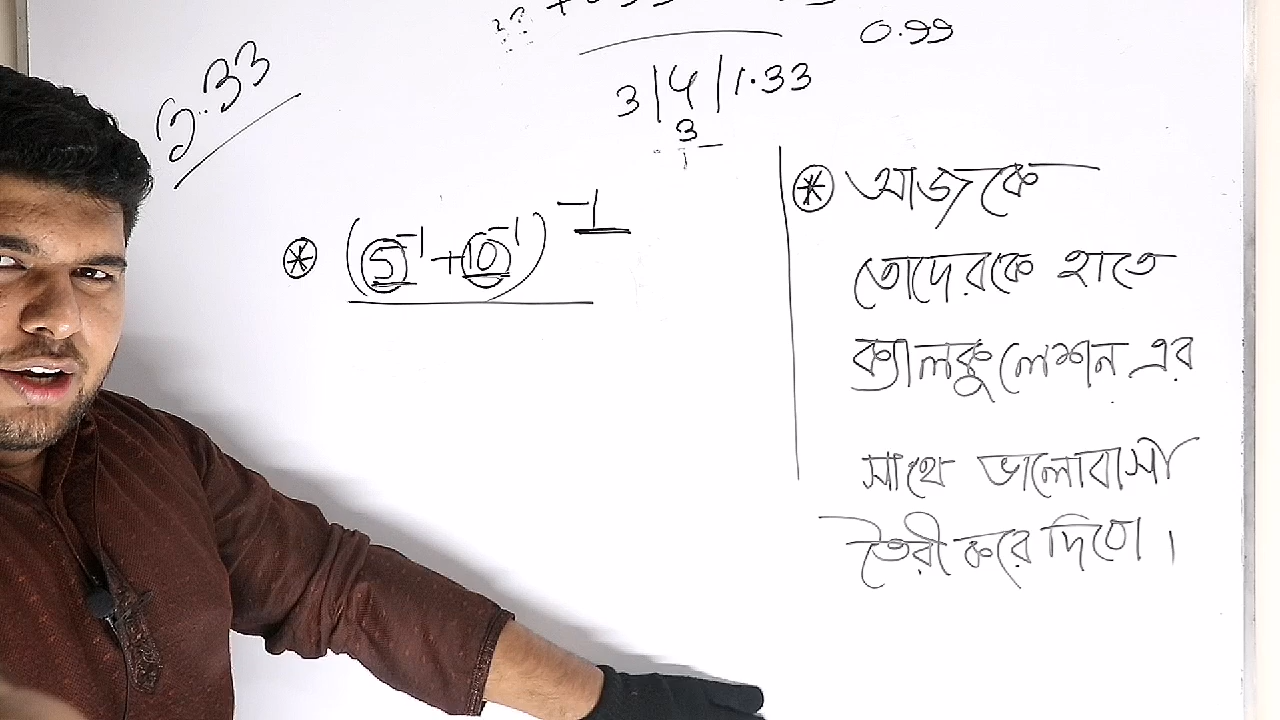 0.99
3.33
3|4|1.33
3
1
(5⁻¹+10⁻¹)⁻¹
আজকে
তোদেরকে হাতে
ক্যালকুলেশন এর
সাথে ভালোবাসা
তৈরী করে দিবো।